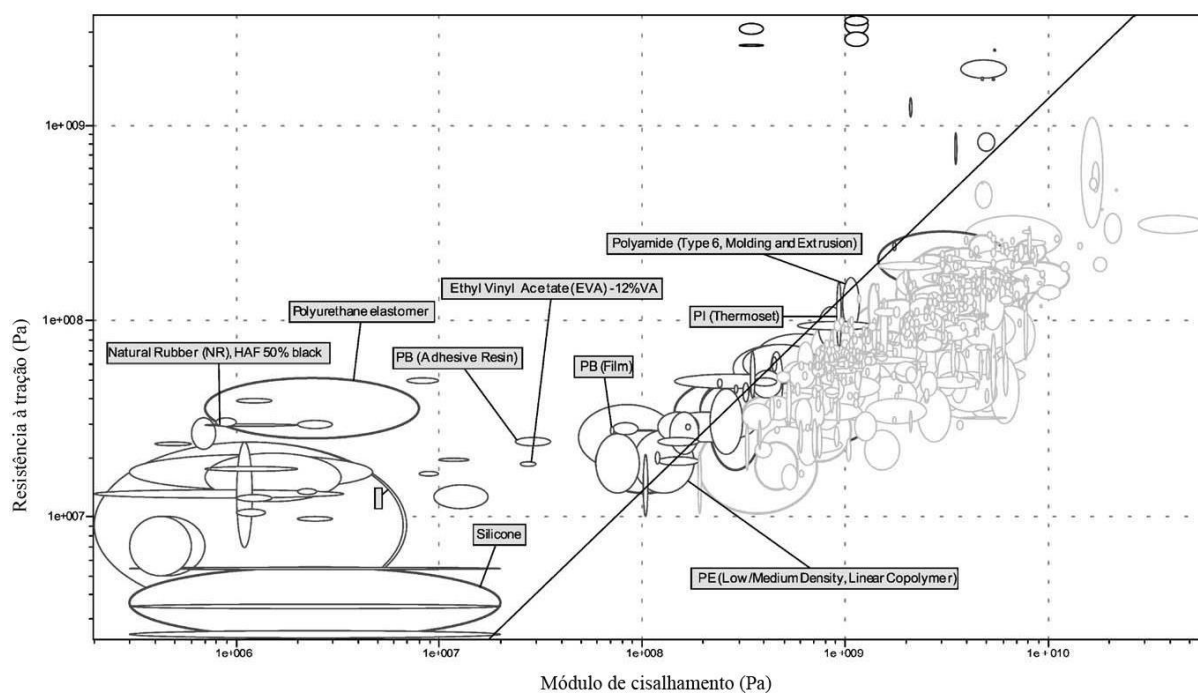 1e+009
Polyamide (Type 6, Molding and Extrusion)
Ethyl Vinyl Acetate (EVA) -12%VA
Polyurethane elastomer
PI (Thermoset)
1e+008
Natural Rubber (NR), HAF 50% black
PB (Adhesive Resin)
PB (Film)
Resistência à tração (Pa)
1e+007
Silicone
PE (Low/Medium Density, Linear Copolymer)
1e+006
1e+007
1e+008
1e+009
1e+010
Módulo de cisalhamento (Pa)